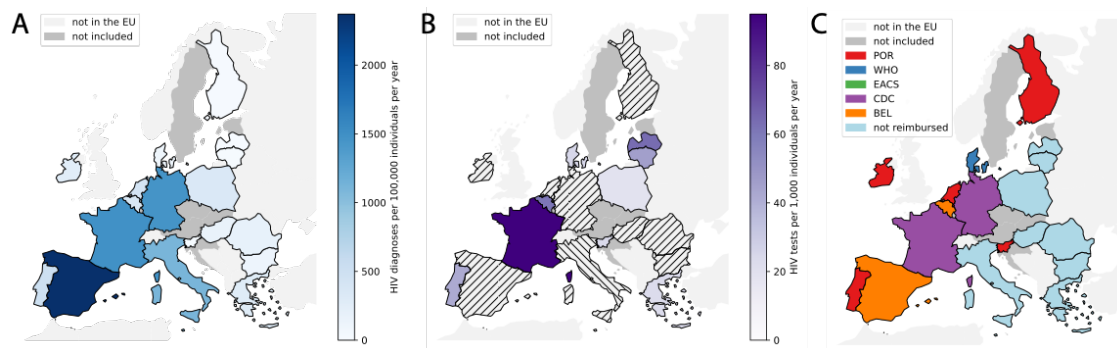 A
not in the EU
not included
2000
1500
1000
500
0
HIV diagnoses per 100,000 individuals per year
B
not in the EU
not included
80
60
40
20
0
HIV tests per 1,000 individuals per year
C
not in the EU
not included
POR
WHO
EACS
CDC
BEL
not reimbursed